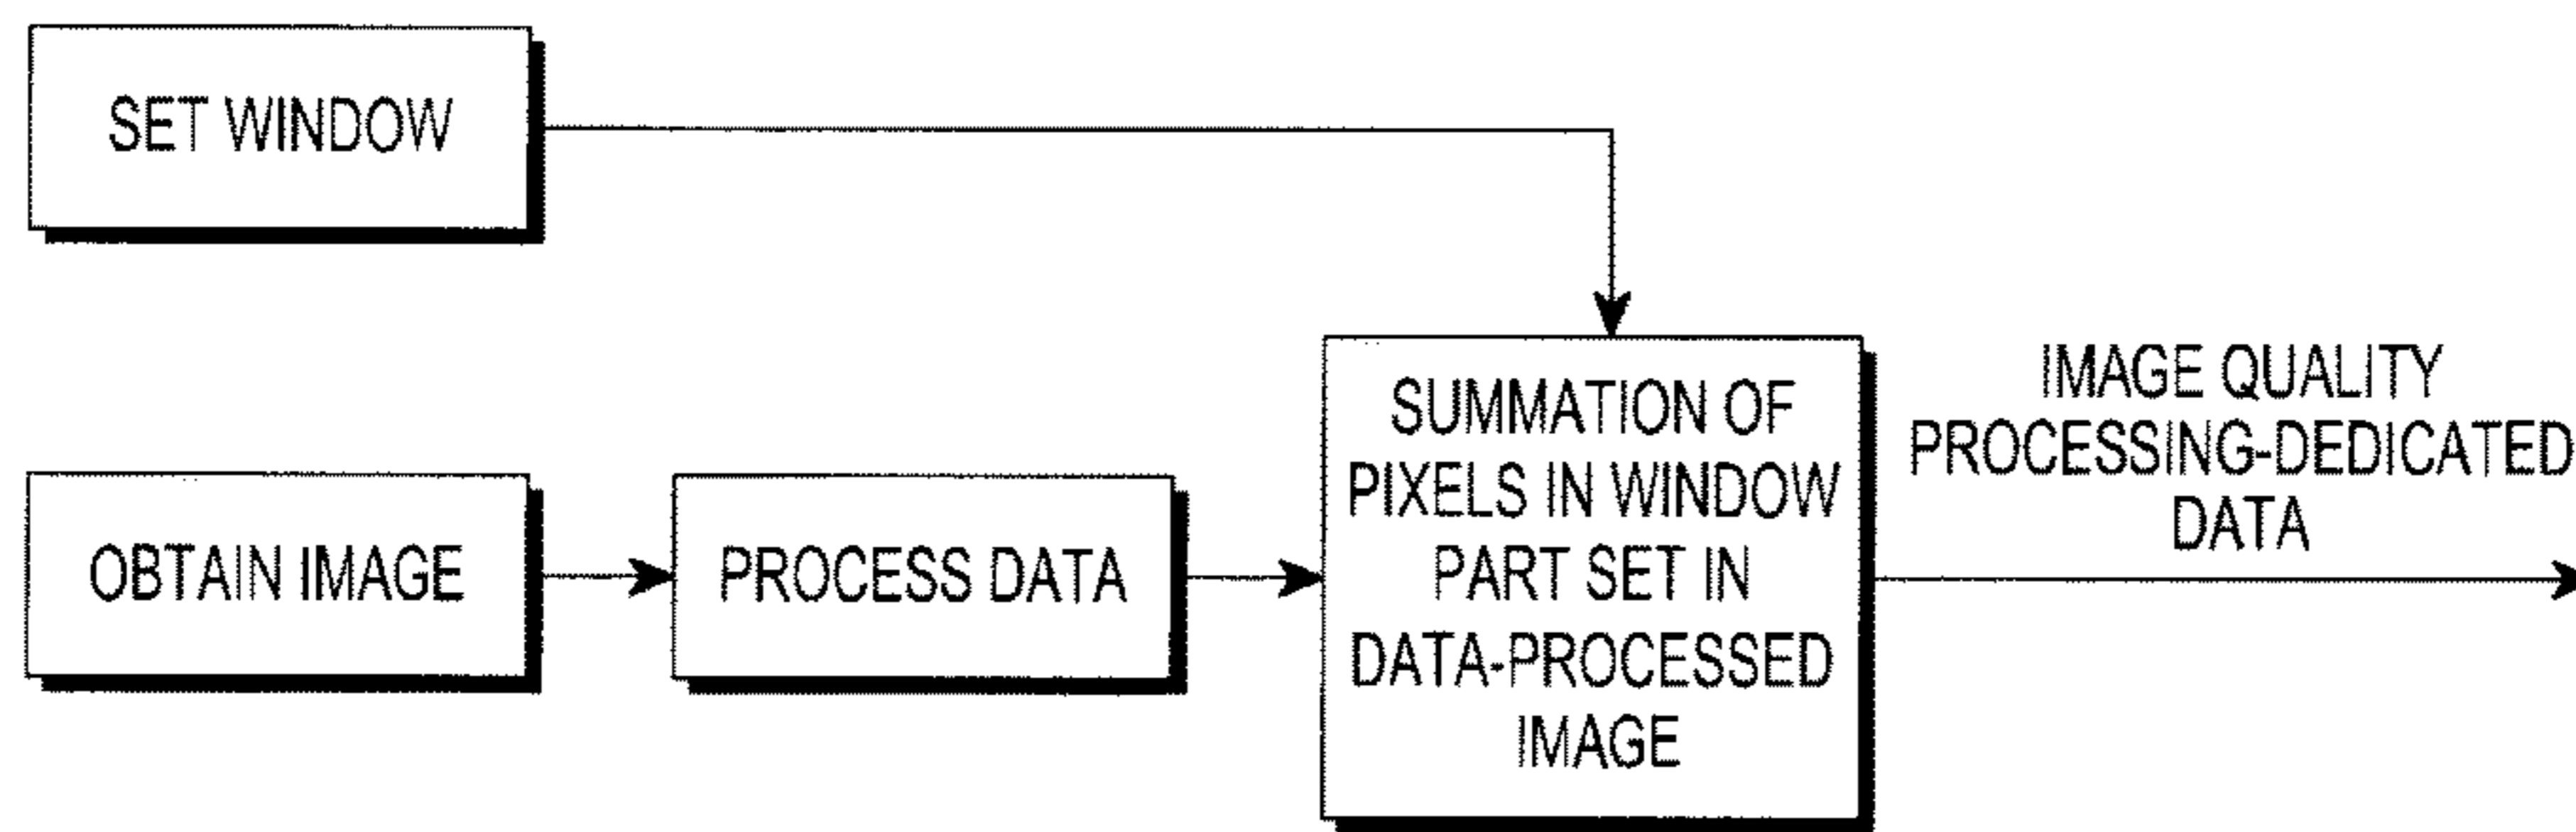 SET WINDOW
OBTAIN IMAGE
PROCESS DATA
SUMMATION OF
PIXELS IN WINDOW
PART SET IN
DATA-PROCESSED
IMAGE
IMAGE QUALITY
PROCESSING-DEDICATED
DATA